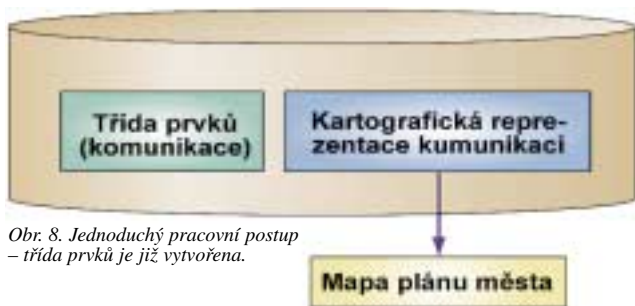 Třída prvků
(komunikace)
Kartografická repre-
zentace kumunikaci
Obr. 8. Jednoduchý pracovní postup
– třída prvků je již vytvořena.
Mapa plánu města